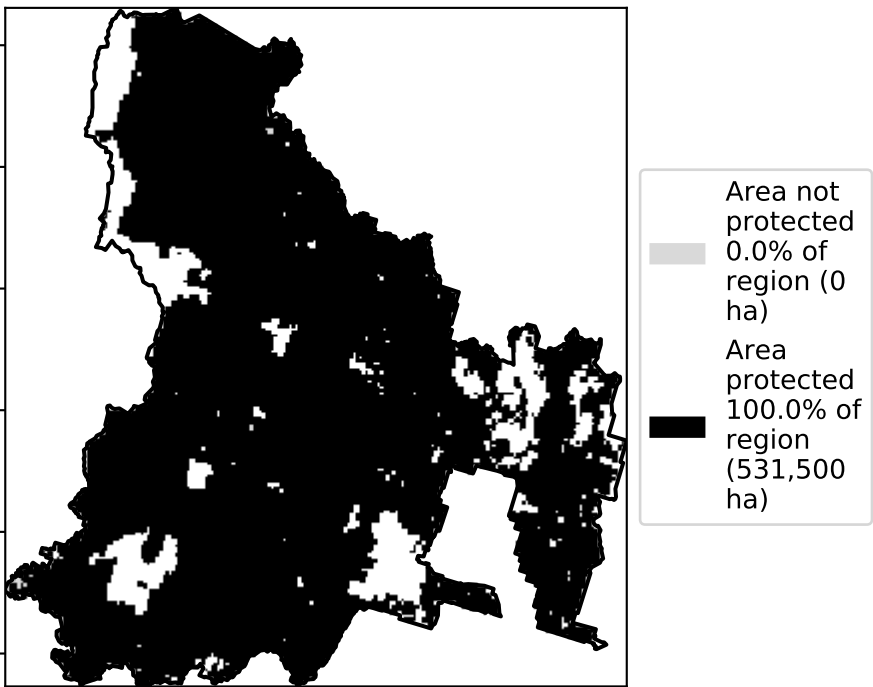 Area not
protected
0.0% of
region (0
ha)
Area
protected
100.0% of
region
(531,500
ha)